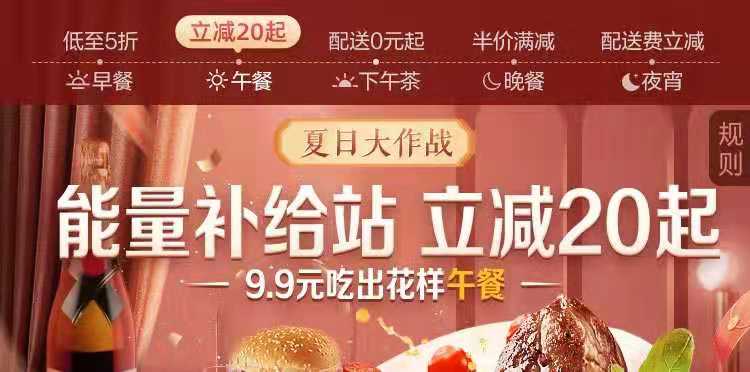 低至5折 立减20起 配送0元起 半价满减 配送费立减
早餐 午餐 下午茶 晚餐 夜宵
规则
夏日大作战
能量补给站 立减20起
9.9元吃出花样午餐